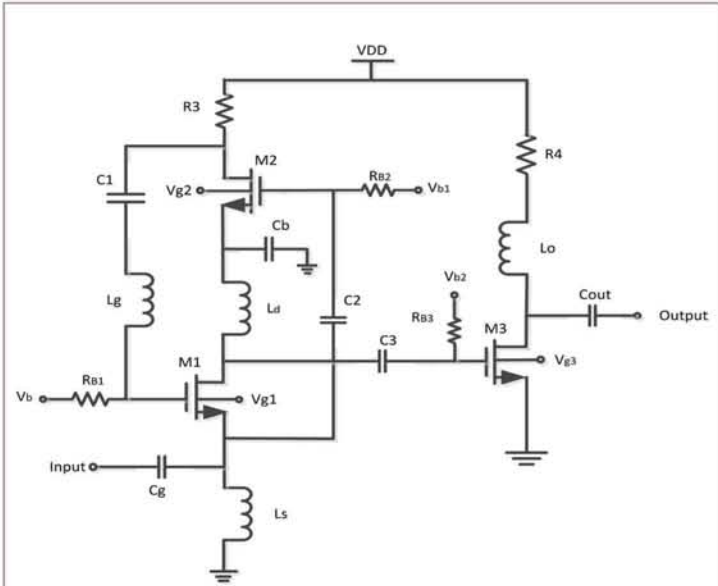 VDD
R3
R4
M2
C1
Vg2
RB2
Vb1
Cb
Lo
Vb2
Lg
Ld
C2
RB3
Cout
C3
M3
Output
M1
Vg3
RB1
Vb
Vg1
Input
Cg
Ls